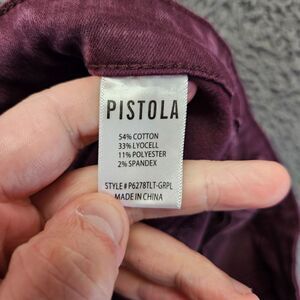 PISTOLA
54% COTTON
33% LYOCELL
11% POLYESTER
2% SPANDEX
STYLE # P6278TLT-GRPL
MADE IN CHINA